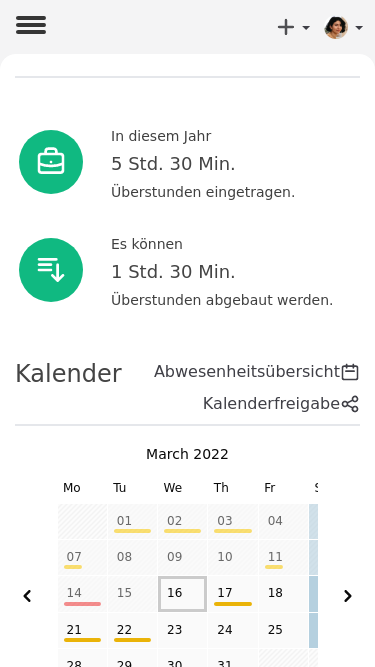 In diesem Jahr
5 Std. 30 Min.
Überstunden eingetragen.
Es können
1 Std. 30 Min.
Überstunden abgebaut werden.
Kalender
Abwesenheitsübersicht
Kalenderfreigabe
March 2022
Mo Tu We Th Fr
01 02 03 04
07 08 09 10 11
14 15 16 17 18
21 22 23 24 25
28 29 30 31